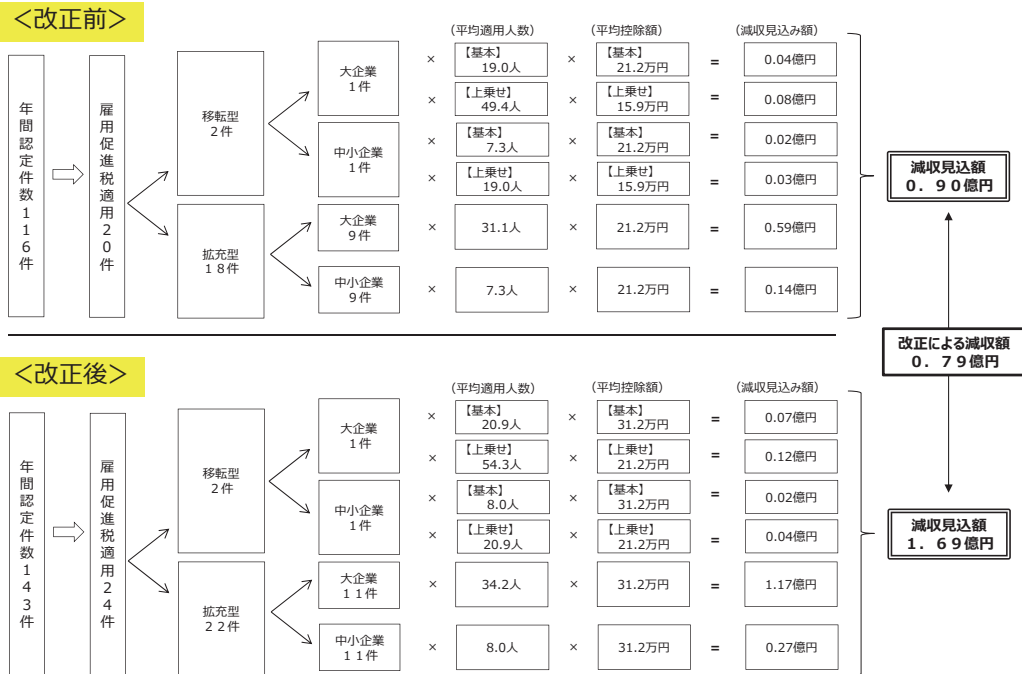 ＜改正前＞
（平均適用人数）
（平均控除額）
（減収見込み額）
年間認定件数116件
雇用促進税適用20件
移転型
2件
大企業
1件
×
【基本】
19.0人
×
【基本】
21.2万円
=
0.04億円
×
【上乗せ】
49.4人
×
【上乗せ】
15.9万円
=
0.08億円
中小企業
1件
×
【基本】
7.3人
×
【基本】
21.2万円
=
0.02億円
×
【上乗せ】
19.0人
×
【上乗せ】
15.9万円
=
0.03億円
拡充型
18件
大企業
9件
×
31.1人
×
21.2万円
=
0.59億円
中小企業
9件
×
7.3人
×
21.2万円
=
0.14億円
減収見込額
0．90億円
改正による減収額
0．79億円
＜改正後＞
（平均適用人数）
（平均控除額）
（減収見込み額）
年間認定件数143件
雇用促進税適用24件
移転型
2件
大企業
1件
×
【基本】
20.9人
×
【基本】
31.2万円
=
0.07億円
×
【上乗せ】
54.3人
×
【上乗せ】
21.2万円
=
0.12億円
中小企業
1件
×
【基本】
8.0人
×
【基本】
31.2万円
=
0.02億円
×
【上乗せ】
20.9人
×
【上乗せ】
21.2万円
=
0.04億円
拡充型
22件
大企業
11件
×
34.2人
×
31.2万円
=
1.17億円
中小企業
11件
×
8.0人
×
31.2万円
=
0.27億円
減収見込額
1．69億円